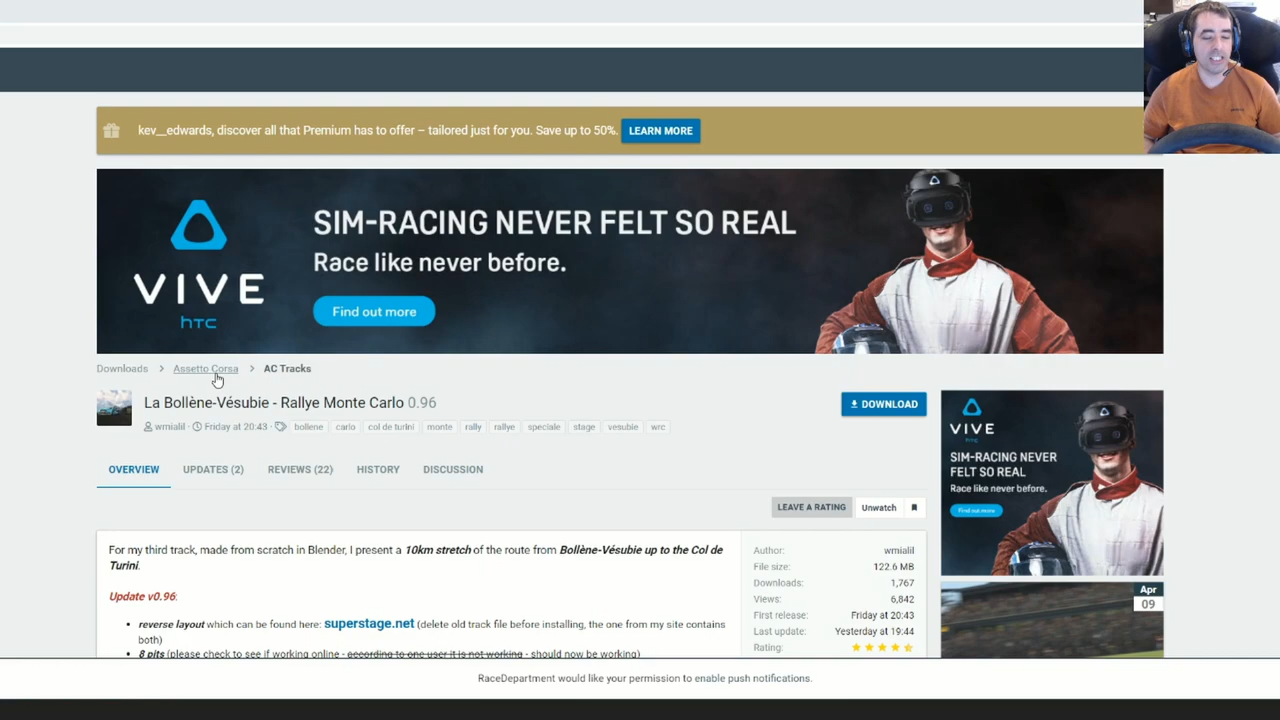 kev__edwards, discover all that Premium has to offer – tailored just for you. Save up to 50%. LEARN MORE
VIVE
htc
SIM-RACING NEVER FELT SO REAL
Race like never before.
Find out more
Downloads > Assetto Corsa > AC Tracks
La Bollène-Vésubie - Rallye Monte Carlo 0.96
DOWNLOAD
wmialil Friday at 20:43 bollene carlo col de turini monte rally rallye speciale stage vesubie wrc
OVERVIEW UPDATES (2) REVIEWS (22) HISTORY DISCUSSION
LEAVE A RATING Unwatch
For my third track, made from scratch in Blender, I present a 10km stretch of the route from Bollène-Vésubie up to the Col de
Turini.
Update v0.96:
• reverse layout which can be found here: superstage.net (delete old track file before installing, the one from my site contains
both)
• 8 pits (please check to see if working online - according to one user it is not working - should now be working)
Author: wmialil
File size: 122.6 MB
Downloads: 1,767
Views: 6,842
First release: Friday at 20:43
Last update: Yesterday at 19:44
Rating:
VIVE
htc
SIM-RACING
NEVER FELT
SO REAL
Race like never before.
Find out more
Apr
09
RaceDepartment would like your permission to enable push notifications.